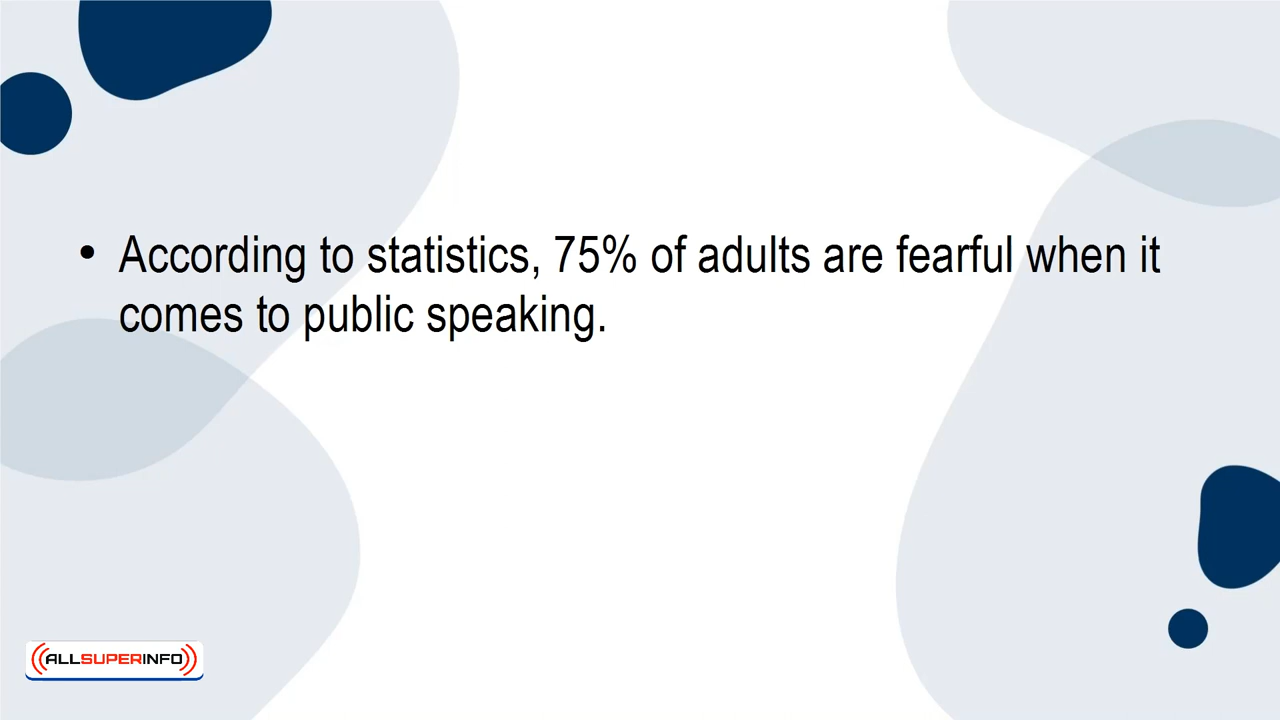 • According to statistics, 75% of adults are fearful when it
comes to public speaking.
ALLSUPERINFO